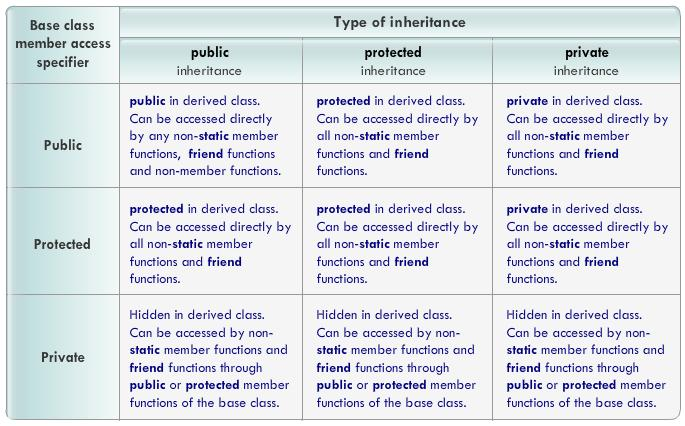 Base class
member access
specifier
Type of inheritance
public
inheritance
protected
inheritance
private
inheritance
Public
public in derived class.
Can be accessed directly
by any non-static member
functions, friend functions
and non-member functions.
protected in derived class.
Can be accessed directly by
all non-static member
functions and friend
functions.
private in derived class.
Can be accessed directly by
all non-static member
functions and friend
functions.
Protected
protected in derived class.
Can be accessed directly by
all non-static member
functions and friend
functions.
protected in derived class.
Can be accessed directly by
all non-static member
functions and friend
functions.
private in derived class.
Can be accessed directly by
all non-static member
functions and friend
functions.
Private
Hidden in derived class.
Can be accessed by non-
static member functions and
friend functions through
public or protected member
functions of the base class.
Hidden in derived class.
Can be accessed by non-
static member functions and
friend functions through
public or protected member
functions of the base class.
Hidden in derived class.
Can be accessed by non-
static member functions and
friend functions through
public or protected member
functions of the base class.